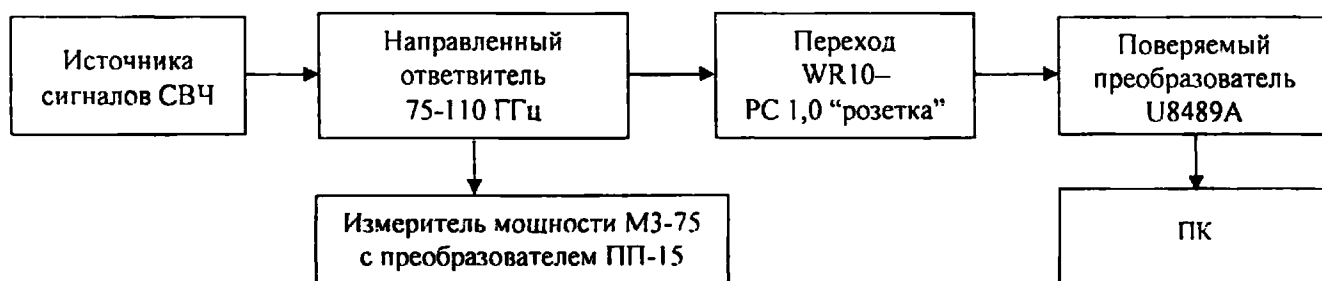 Источника
сигналов СВЧ
Направленный
ответвитель
75-110 ГГц
Переход
WR10–
РС 1,0 “розетка”
Поверяемый
преобразователь
U8489A
Измеритель мощности М3-75
с преобразователем ПП-15
ПК